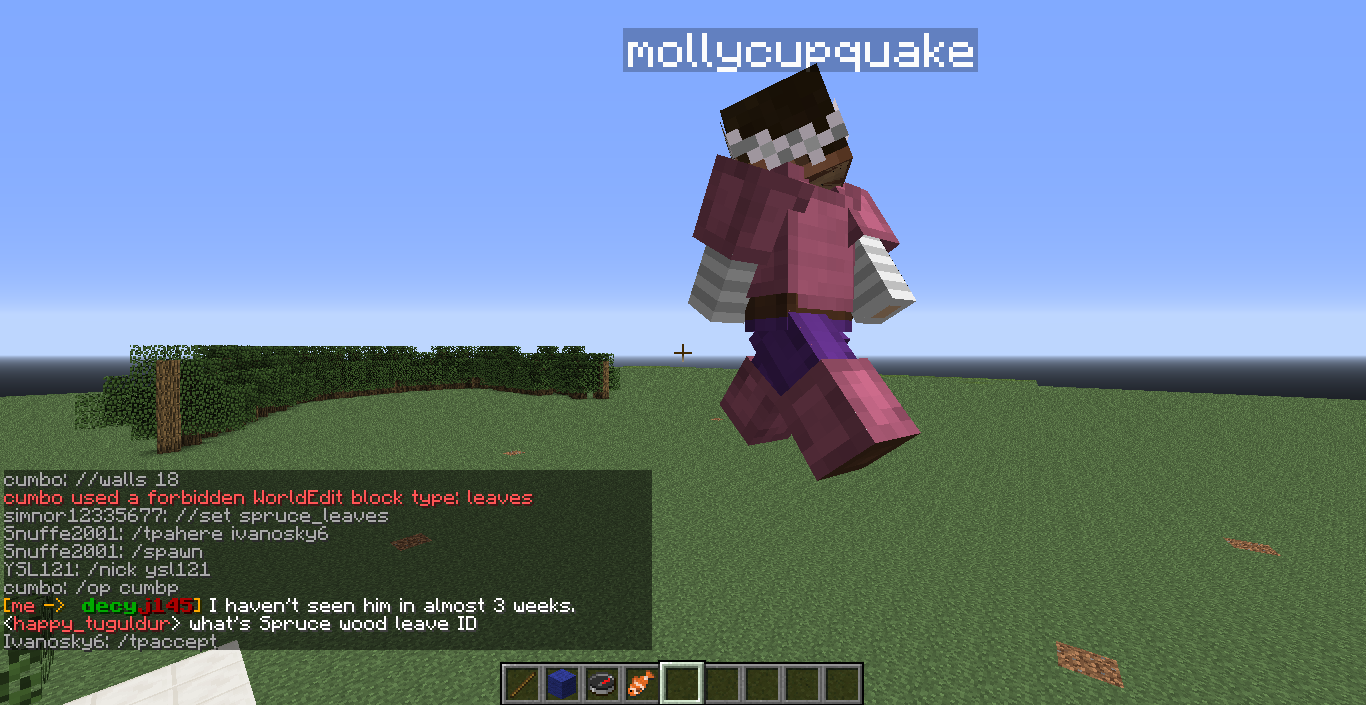 mollycupquake
cumbo: //walls 18
cumbo used a forbidden WorldEdit block type: leaves
simnor12335677: //set spruce_leaves
Snuffe2001: /tpahere ivanosky6
Snuffe2001: /spawn
YSL121: /nick ysl121
cumbo: /op cumbp
[me -> decyj145] I haven't seen him in almost 3 weeks.
<happy_tuguldur> what's Spruce wood leave ID
Ivanosky6: /tpaccept